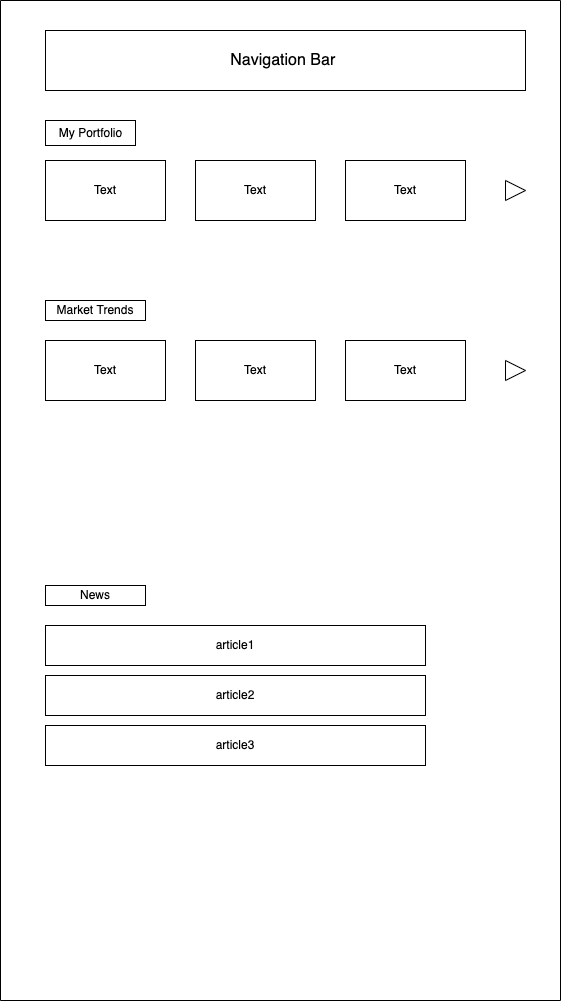 Navigation Bar
My Portfolio
Text
Text
Text
Market Trends
Text
Text
Text
News
article1
article2
article3